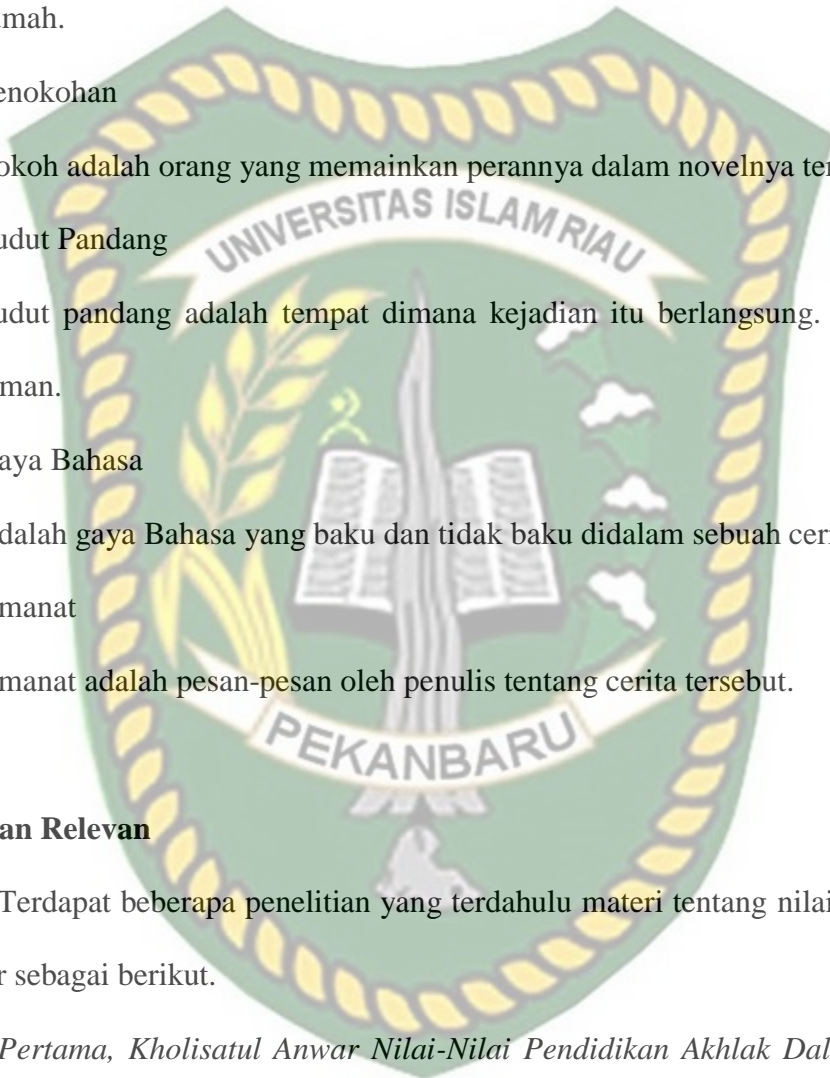 umah.
enokohan
okoh adalah orang yang memainkan perannya dalam novelnya ter
UNIVERSITAS ISLAM RIAU
udut Pandang
udut pandang adalah tempat dimana kejadian itu berlangsung.
man.
aya Bahasa
dalah gaya Bahasa yang baku dan tidak baku didalam sebuah ceri
manat
manat adalah pesan-pesan oleh penulis tentang cerita tersebut.
PEKANBARU
an Relevan
Terdapat beberapa penelitian yang terdahulu materi tentang nilai
r sebagai berikut.
Pertama, Kholisatul Anwar Nilai-Nilai Pendidikan Akhlak Dal